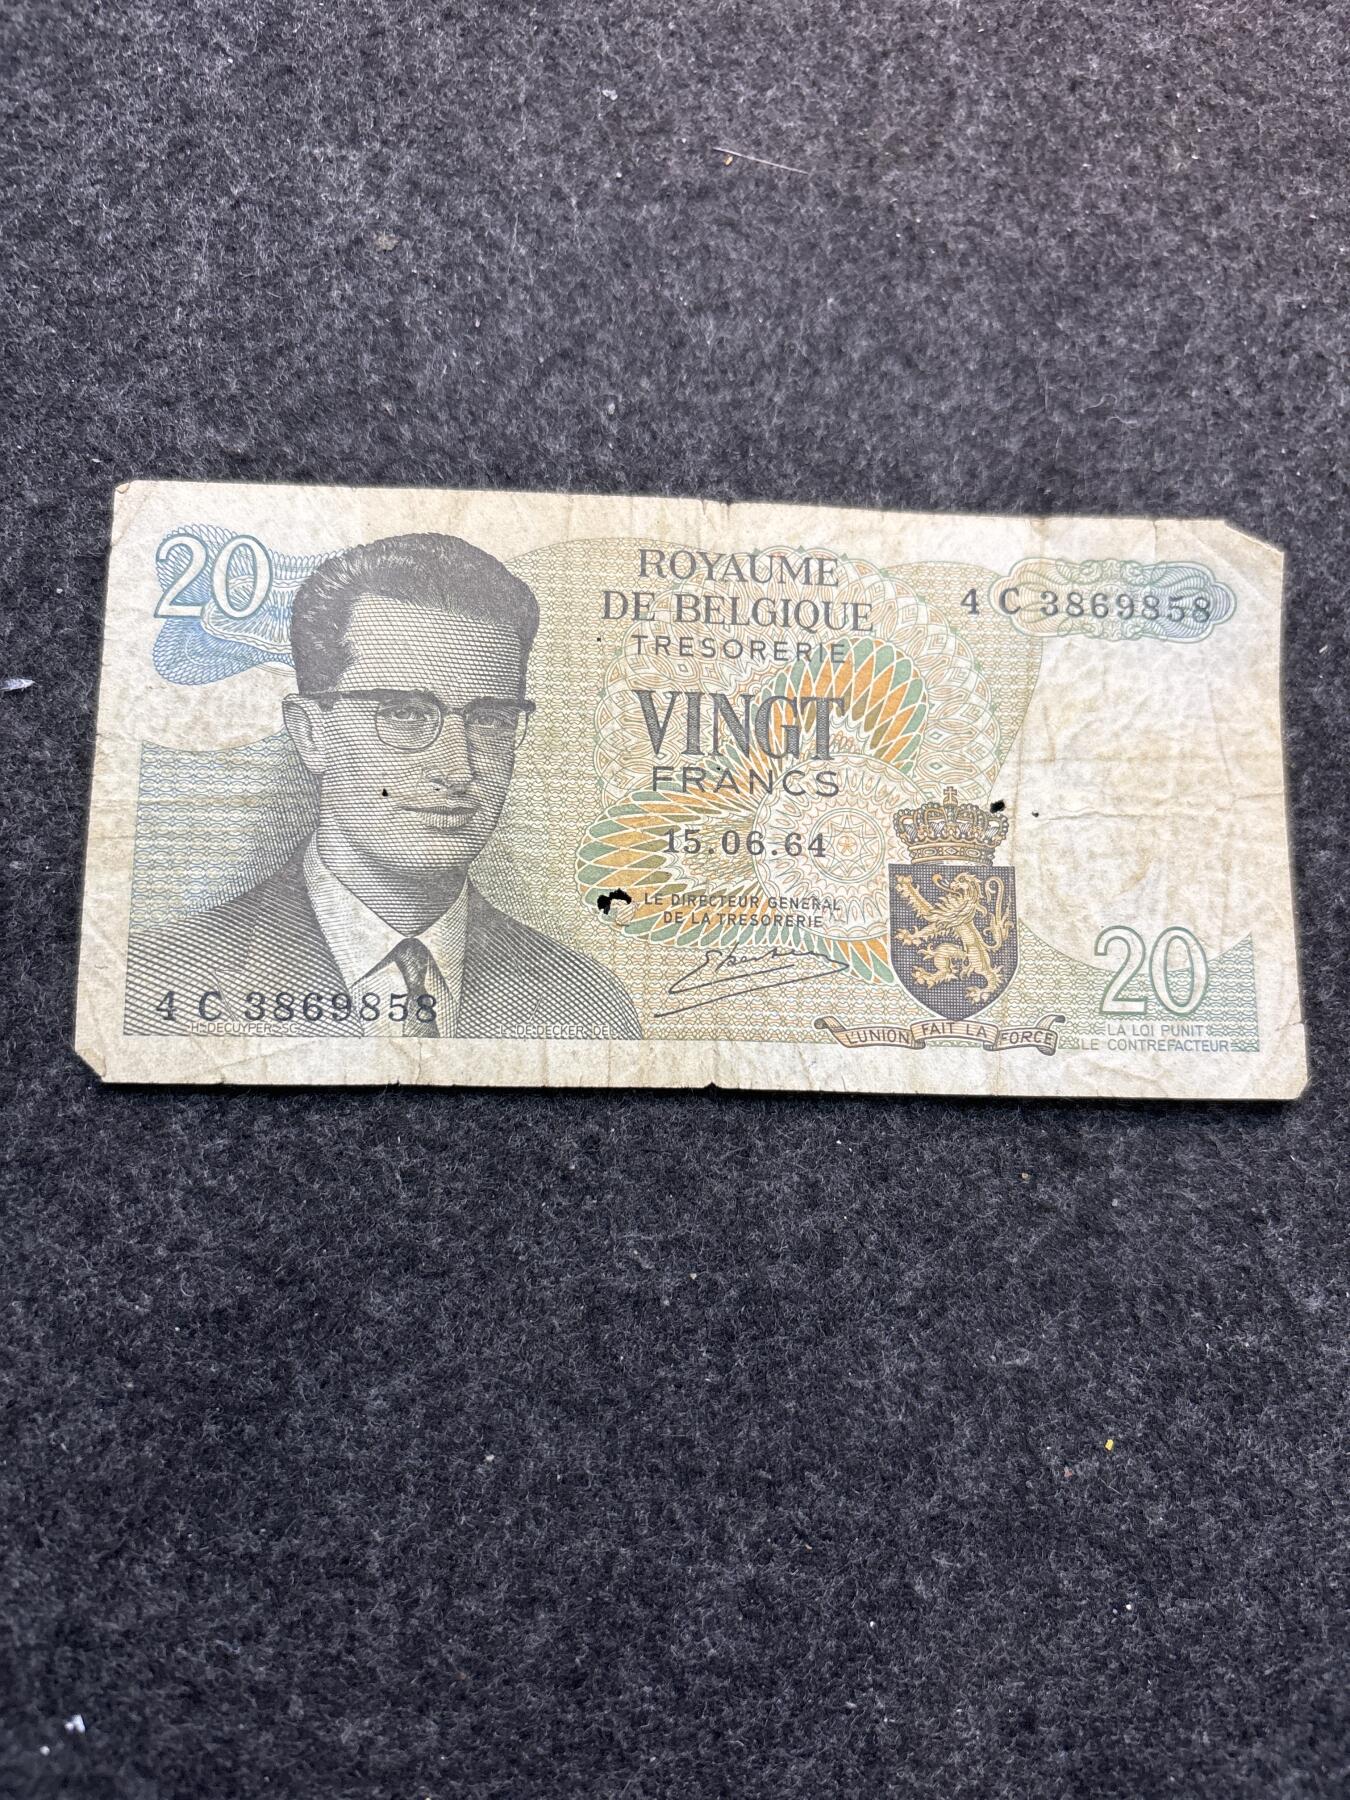 20
ROYAUME
DE BELGIQUE
TRESORERIE
4 C 3869858
VINGT
FRANCS
15.06.64
LE DIRECTEUR GENERAL
DE LA TRESORERIE
4 C 3869858
H. DECUYPER SC.
L. DE DECKER DEL.
L'UNION FAIT LA FORCE
20
LA LOI PUNIT
LE CONTREFACTEUR